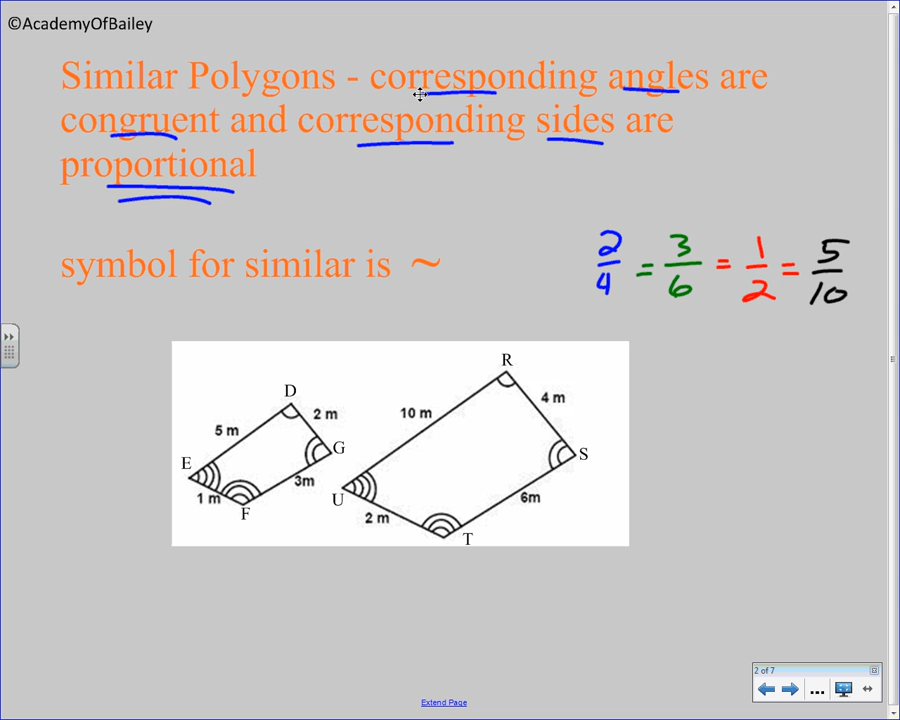 ©AcademyOfBailey
Similar Polygons - corresponding angles are
congruent and corresponding sides are
proportional
symbol for similar is ~
2/4 = 3/6 = 1/2 = 5/10
R
D
4 m
10 m
2 m
5 m
G
S
E
3m
U
6m
1 m
F
2 m
T
2 of 7
...
Extend Page